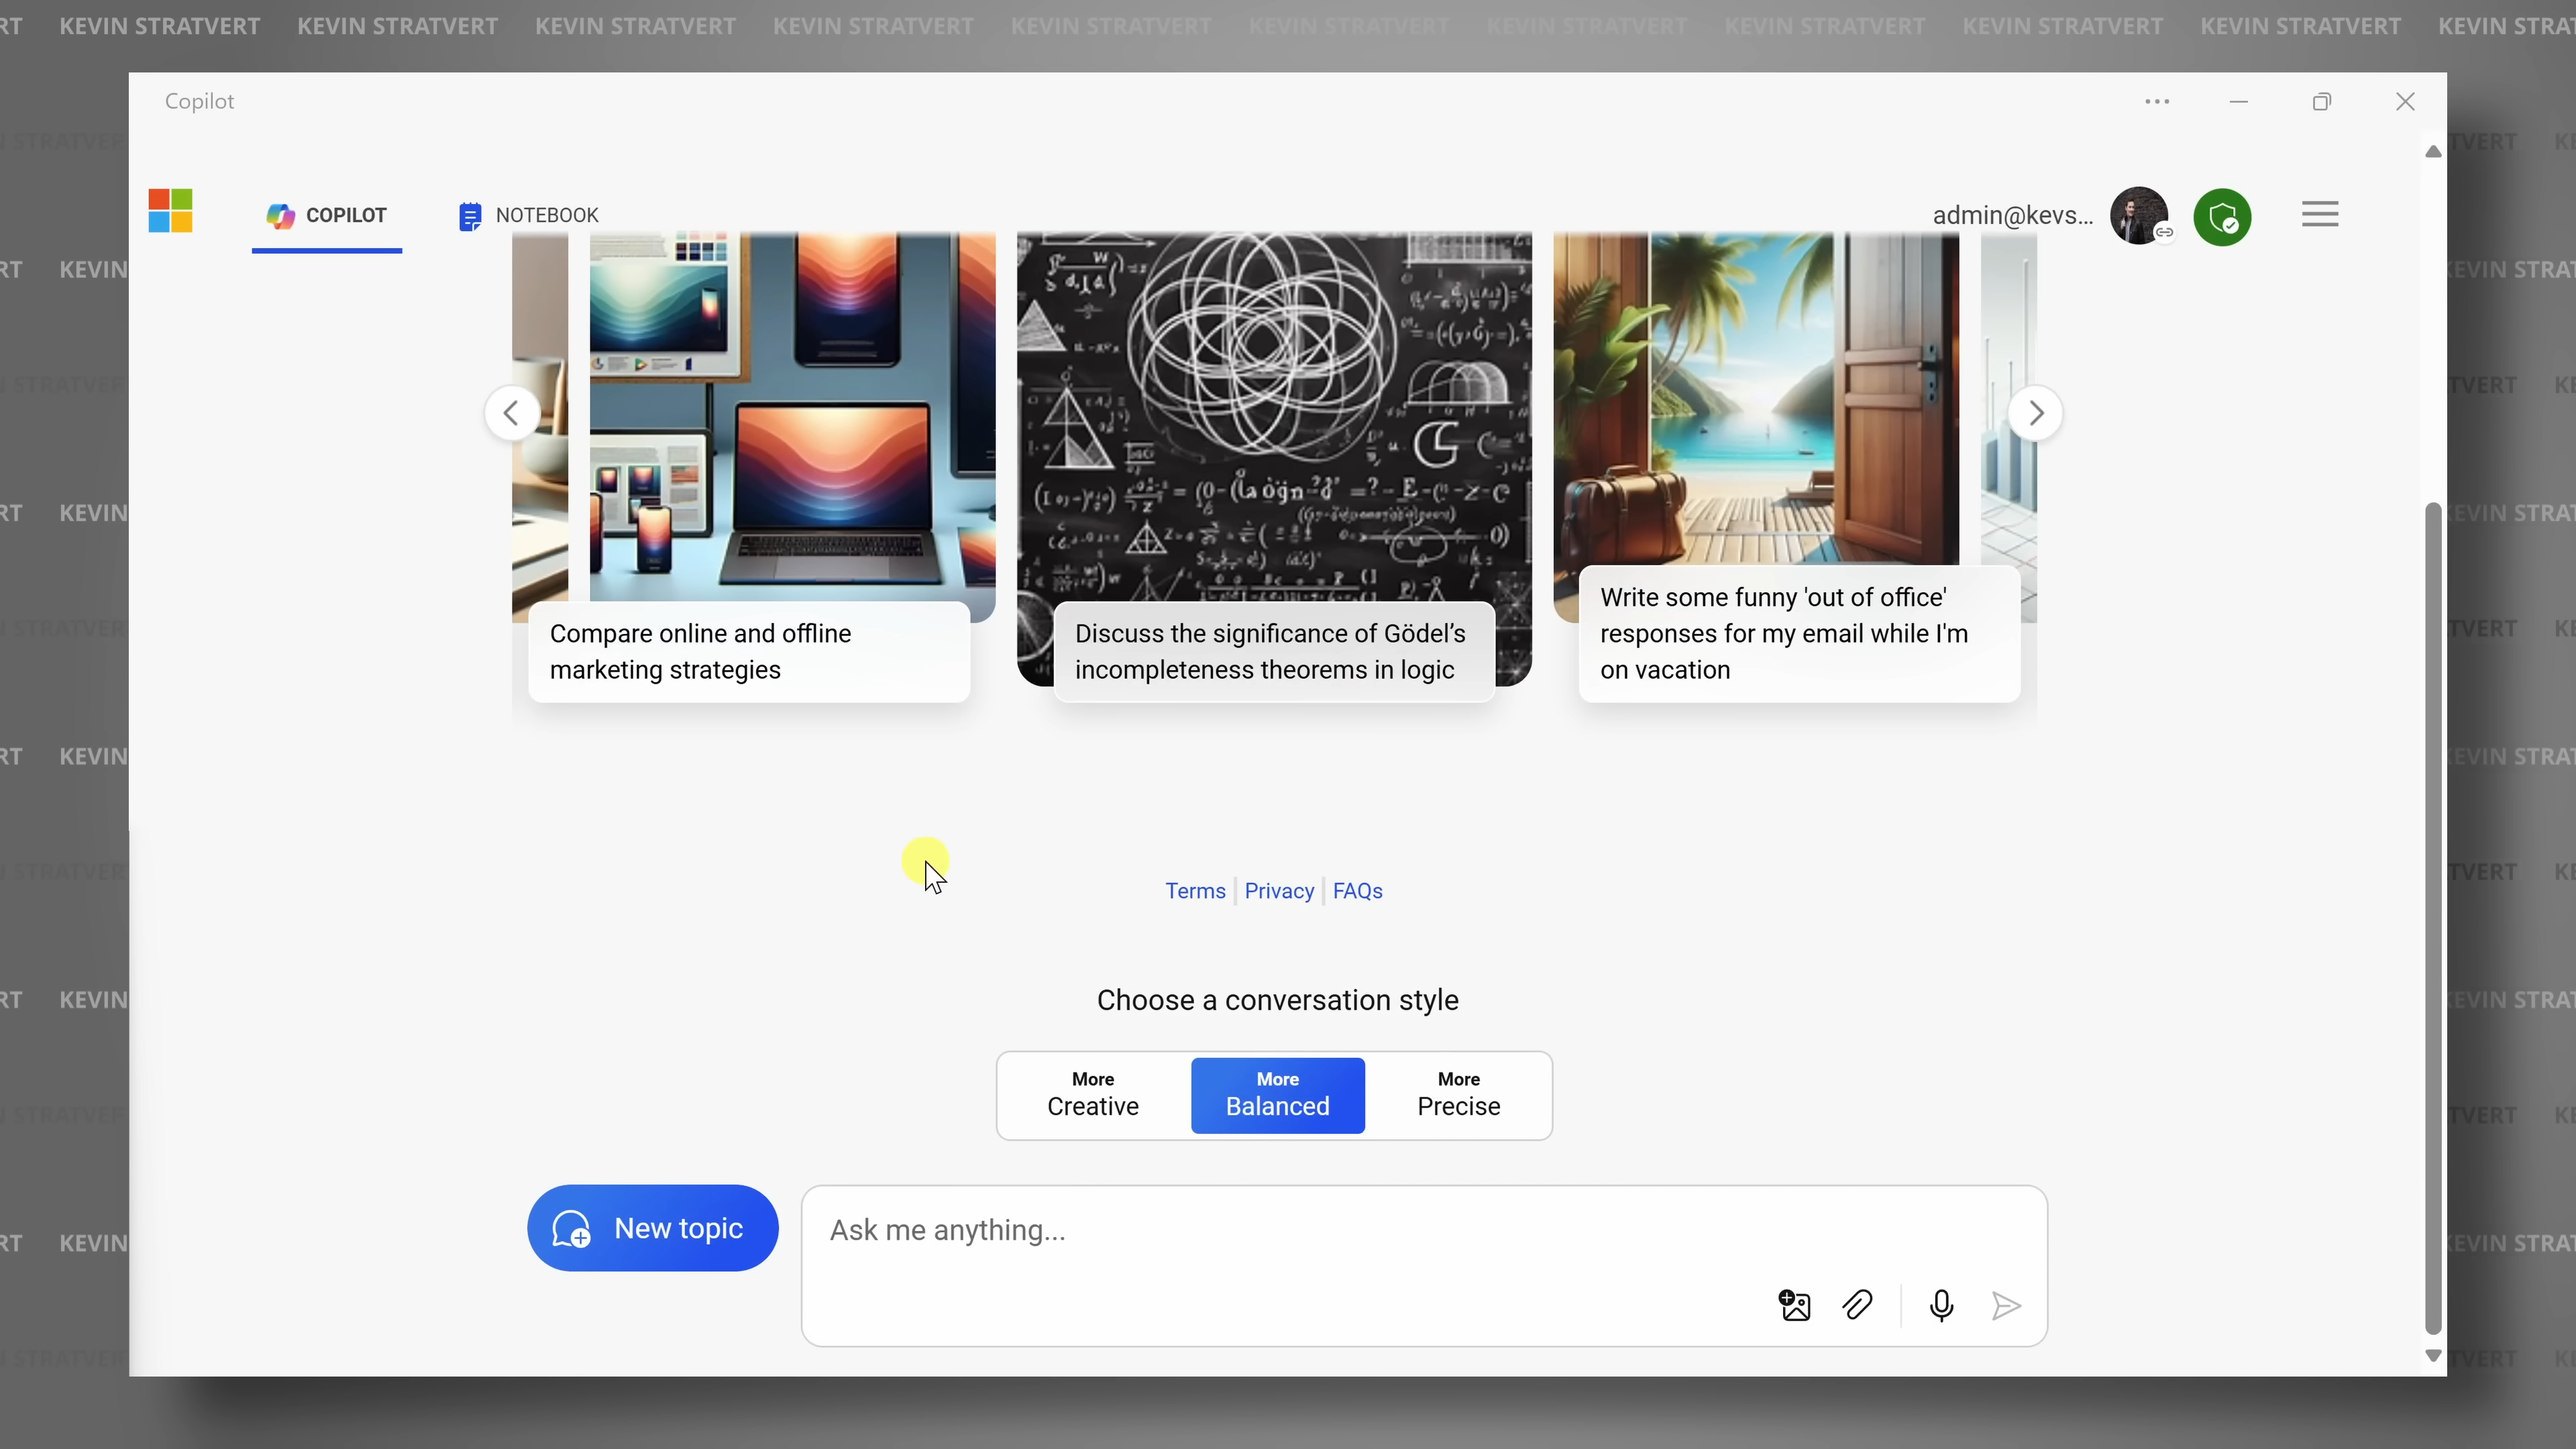 KEVIN STRATVERT KEVIN STRATVERT KEVIN STRATVERT KEVIN STRATVERT KEVIN STRATVERT KEVIN STRATVERT KEVIN STRATVERT KEVIN STRATVERT KEVIN STRATVERT KEVIN STRATVERT
Copilot
COPILOT
NOTEBOOK
admin@kevs...
Compare online and offline
marketing strategies
Discuss the significance of Gödel’s
incompleteness theorems in logic
Write some funny 'out of office'
responses for my email while I'm
on vacation
Terms
Privacy
FAQs
Choose a conversation style
More
Creative
More
Balanced
More
Precise
New topic
Ask me anything...